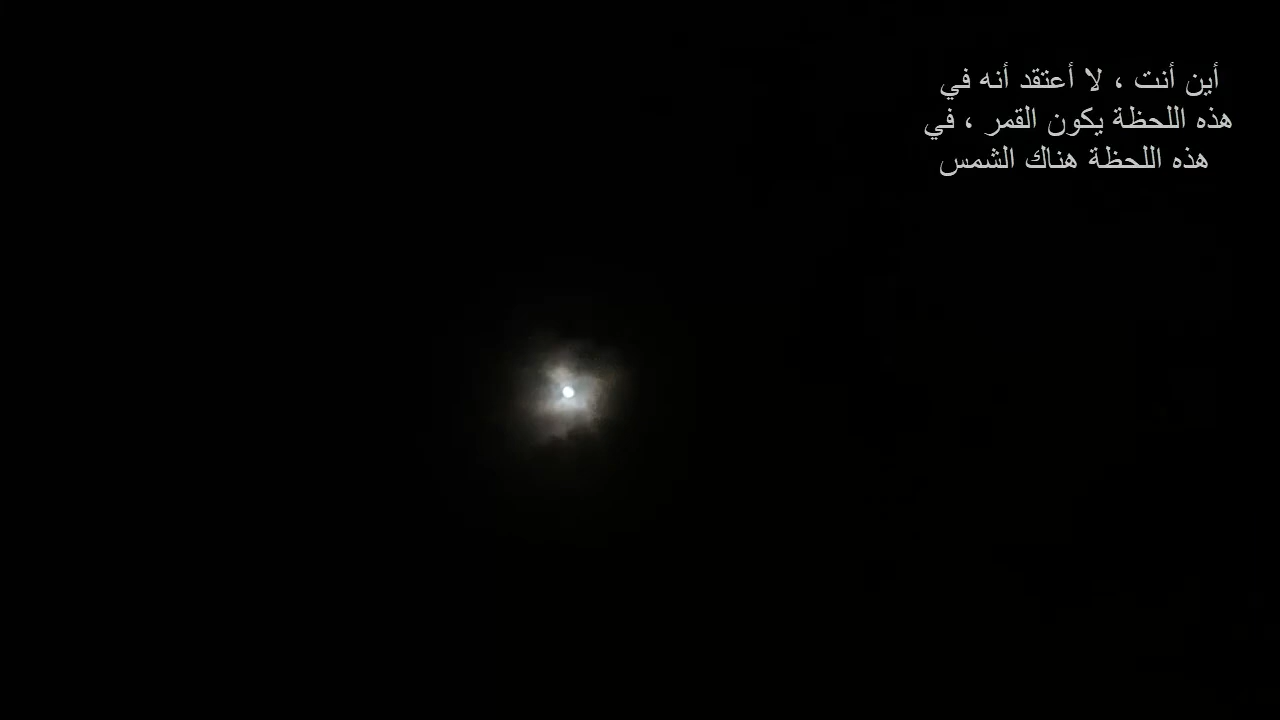 أين أنت ، لا أعتقد أنه في
هذه اللحظة يكون القمر ، في
هذه اللحظة هناك الشمس